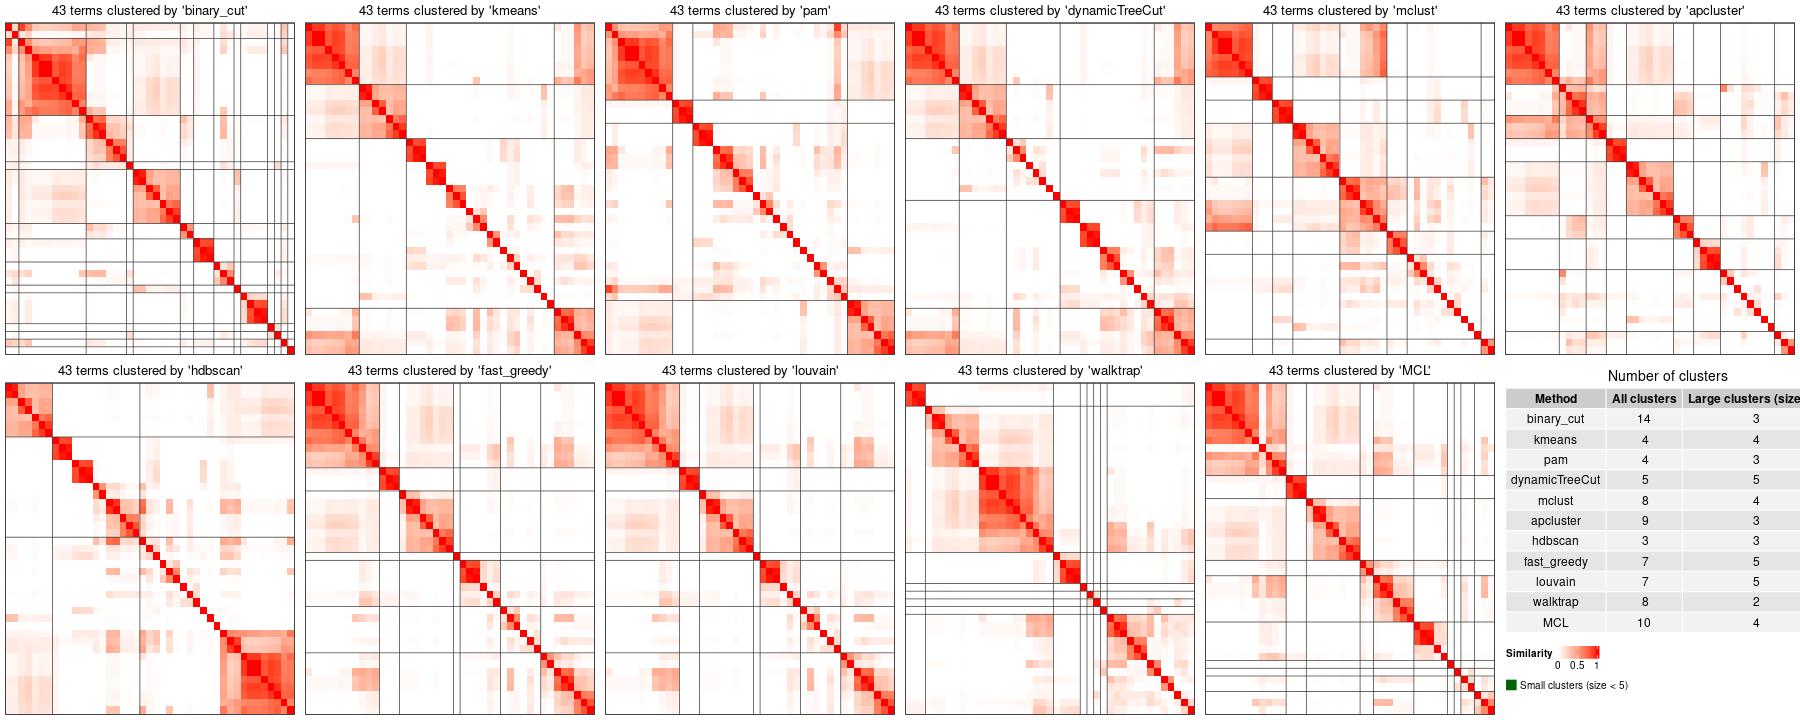 43 terms clustered by 'binary_cut'
43 terms clustered by 'kmeans'
43 terms clustered by 'pam'
43 terms clustered by 'dynamicTreeCut'
43 terms clustered by 'mclust'
43 terms clustered by 'apcluster'
43 terms clustered by 'hdbscan'
43 terms clustered by 'fast_greedy'
43 terms clustered by 'louvain'
43 terms clustered by 'walktrap'
43 terms clustered by 'MCL'
Number of clusters
Method All clusters Large clusters (size
binary_cut 14 3
kmeans 4 4
pam 4 3
dynamicTreeCut 5 5
mclust 8 4
apcluster 9 3
hdbscan 3 3
fast_greedy 7 5
louvain 7 5
walktrap 8 2
MCL 10 4
Similarity
0 0.5 1
Small clusters (size < 5)